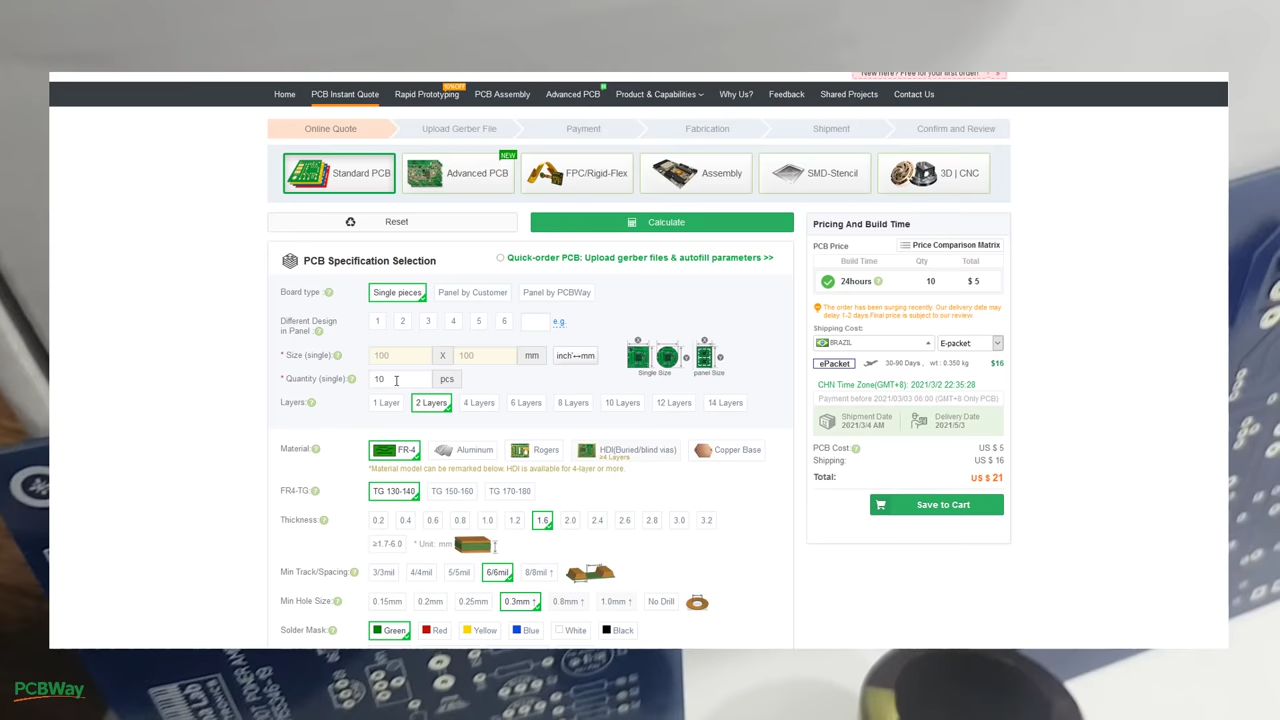 New here? Free for your first order!
Home PCB Instant Quote Rapid Prototyping PCB Assembly Advanced PCB Product & Capabilities Why Us? Feedback Shared Projects Contact Us
Online Quote Upload Gerber File Payment Fabrication Shipment Confirm and Review
Standard PCB Advanced PCB NEW FPC/Rigid-Flex Assembly SMD-Stencil 3D | CNC
Reset Calculate
PCB Specification Selection
Quick-order PCB: Upload gerber files & autofill parameters >>
Board type : Single pieces Panel by Customer Panel by PCBWay
Different Design in Panel : 1 2 3 4 5 6 e.g.
* Size (single): 100 X 100 mm inch↔mm
Single Size panel Size
* Quantity (single): 10 pcs
Layers: 1 Layer 2 Layers 4 Layers 6 Layers 8 Layers 10 Layers 12 Layers 14 Layers
Material: FR-4 Aluminum Rogers HDI(Buried/blind vias) ≥4 Layers Copper Base
*Material model can be remarked below. HDI is available for 4-layer or more.
FR4-TG: TG 130-140 TG 150-160 TG 170-180
Thickness: 0.2 0.4 0.6 0.8 1.0 1.2 1.6 2.0 2.4 2.6 2.8 3.0 3.2
≥1.7-6.0 * Unit: mm
Min Track/Spacing: 3/3mil 4/4mil 5/5mil 6/6mil 8/8mil ↑
Min Hole Size: 0.15mm 0.2mm 0.25mm 0.3mm ↑ 0.8mm ↑ 1.0mm ↑ No Drill
Solder Mask: Green Red Yellow Blue White Black
Pricing And Build Time
PCB Price Price Comparison Matrix
Build Time Qty Total
24hours 10 $ 5
The order has been surging recently. Our delivery date may
delay 1-2 days.Final price is subject to our review.
Shipping Cost:
BRAZIL E-packet
ePacket 30-90 Days , wt : 0.350 kg $16
CHN Time Zone(GMT+8): 2021/3/2 22:35:28
Payment before 2021/03/03 06:00 (GMT+8 Only PCB)
Shipment Date Delivery Date
2021/3/4 AM 2021/5/3
PCB Cost: US $ 5
Shipping: US $ 16
Total: US $ 21
Save to Cart
PCBWay